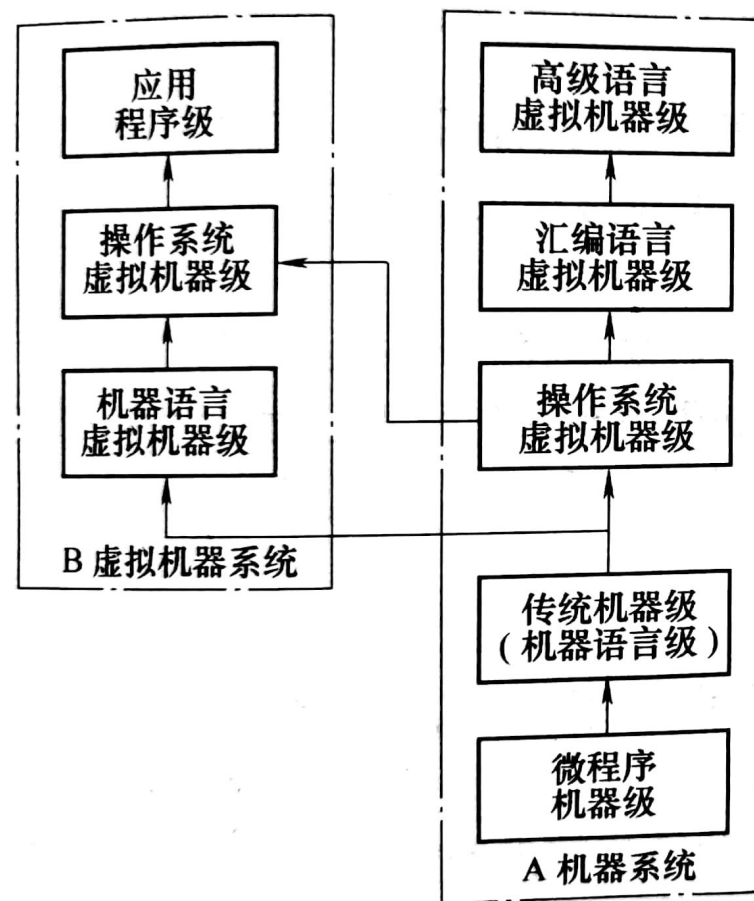 应用
程序级
操作系统
虚拟机器级
机器语言
虚拟机器级
B 虚拟机器系统
高级语言
虚拟机器级
汇编语言
虚拟机器级
操作系统
虚拟机器级
传统机器级
(机器语言级)
微程序
机器级
A 机器系统